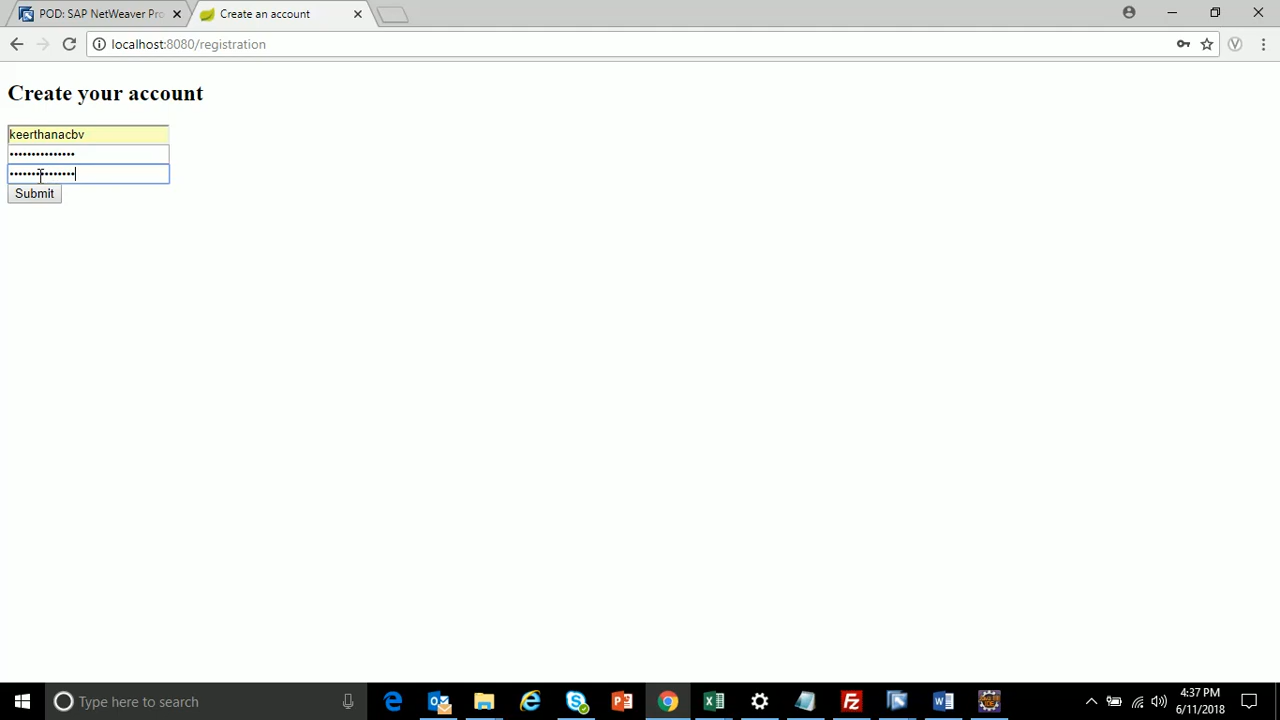 POD: SAP NetWeaver Pro
Create an account
localhost:8080/registration
Create your account
keerthanacbv
•••••••••••••••
•••••••••••••••
Submit
Type here to search
4:37 PM
6/11/2018